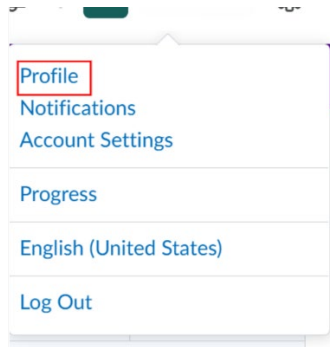 Profile
Notifications
Account Settings
Progress
English (United States)
Log Out